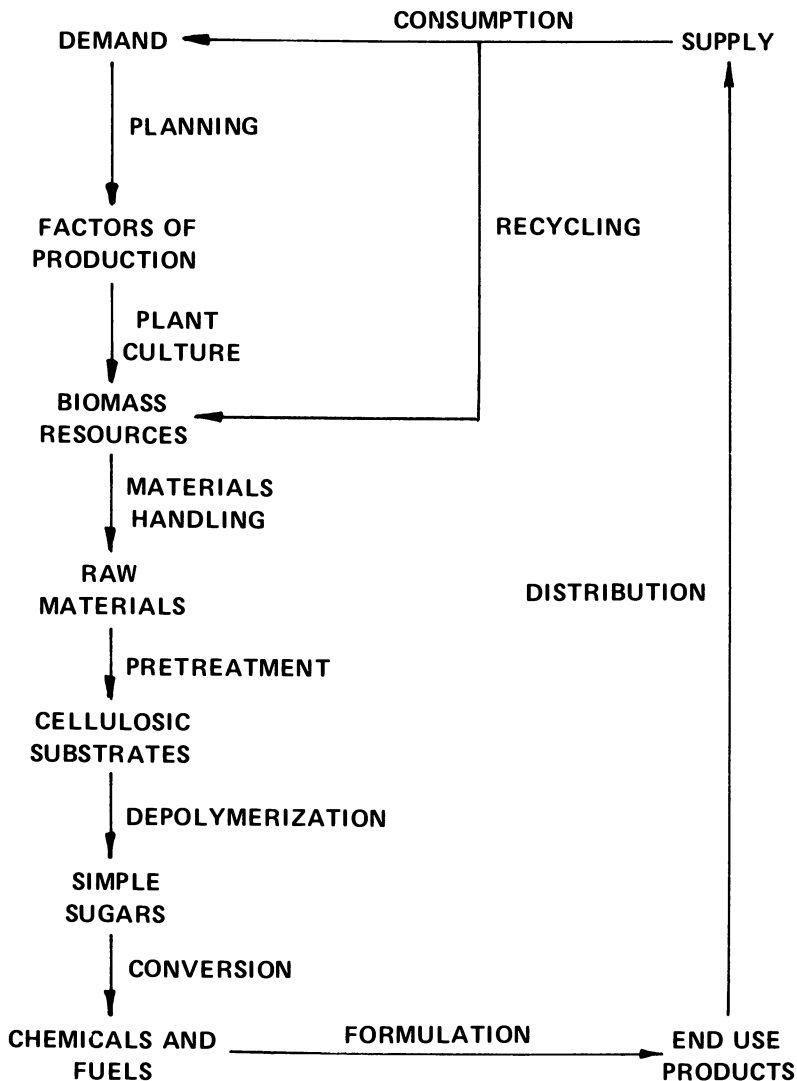 CONSUMPTION
DEMAND
SUPPLY
PLANNING
FACTORS OF
PRODUCTION
RECYCLING
PLANT
CULTURE
BIOMASS
RESOURCES
MATERIALS
HANDLING
RAW
MATERIALS
DISTRIBUTION
PRETREATMENT
CELLULOSIC
SUBSTRATES
DEPOLYMERIZATION
SIMPLE
SUGARS
CONVERSION
CHEMICALS AND
FUELS
FORMULATION
END USE
PRODUCTS